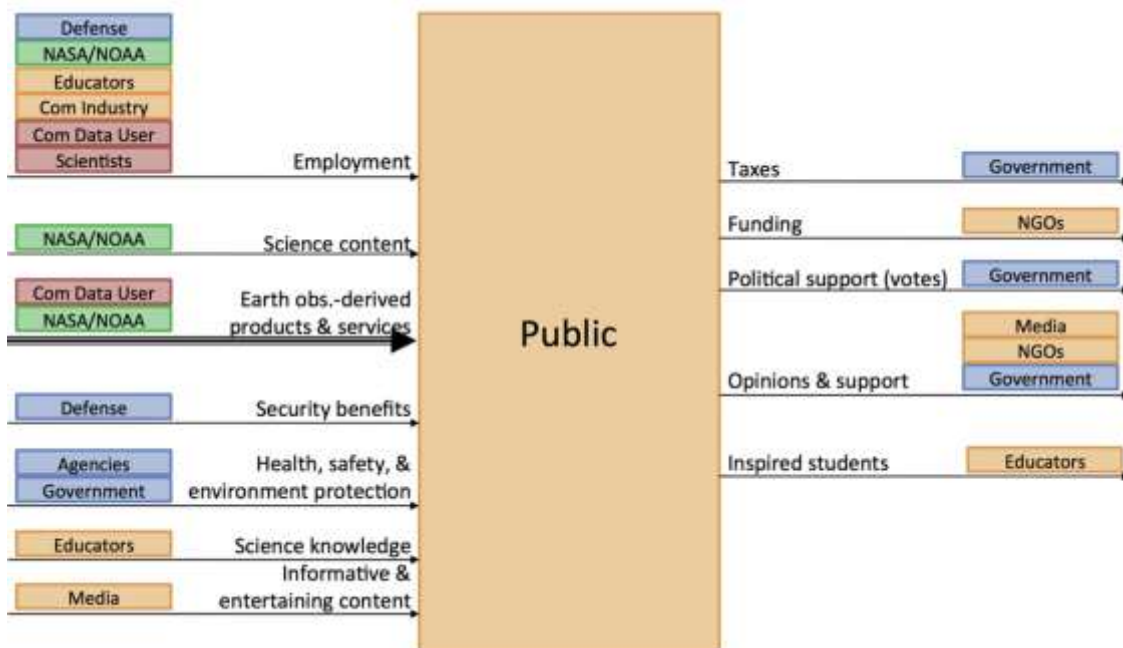 Defense
NASA/NOAA
Educators
Com Industry
Com Data User
Scientists
Employment
NASA/NOAA
Science content
Com Data User
NASA/NOAA
Earth obs.-derived
products & services
Defense
Security benefits
Agencies
Government
Health, safety, &
environment protection
Educators
Science knowledge
Media
Informative &
entertaining content
Public
Taxes
Government
Funding
NGOs
Political support (votes)
Government
Media
NGOs
Government
Opinions & support
Inspired students
Educators